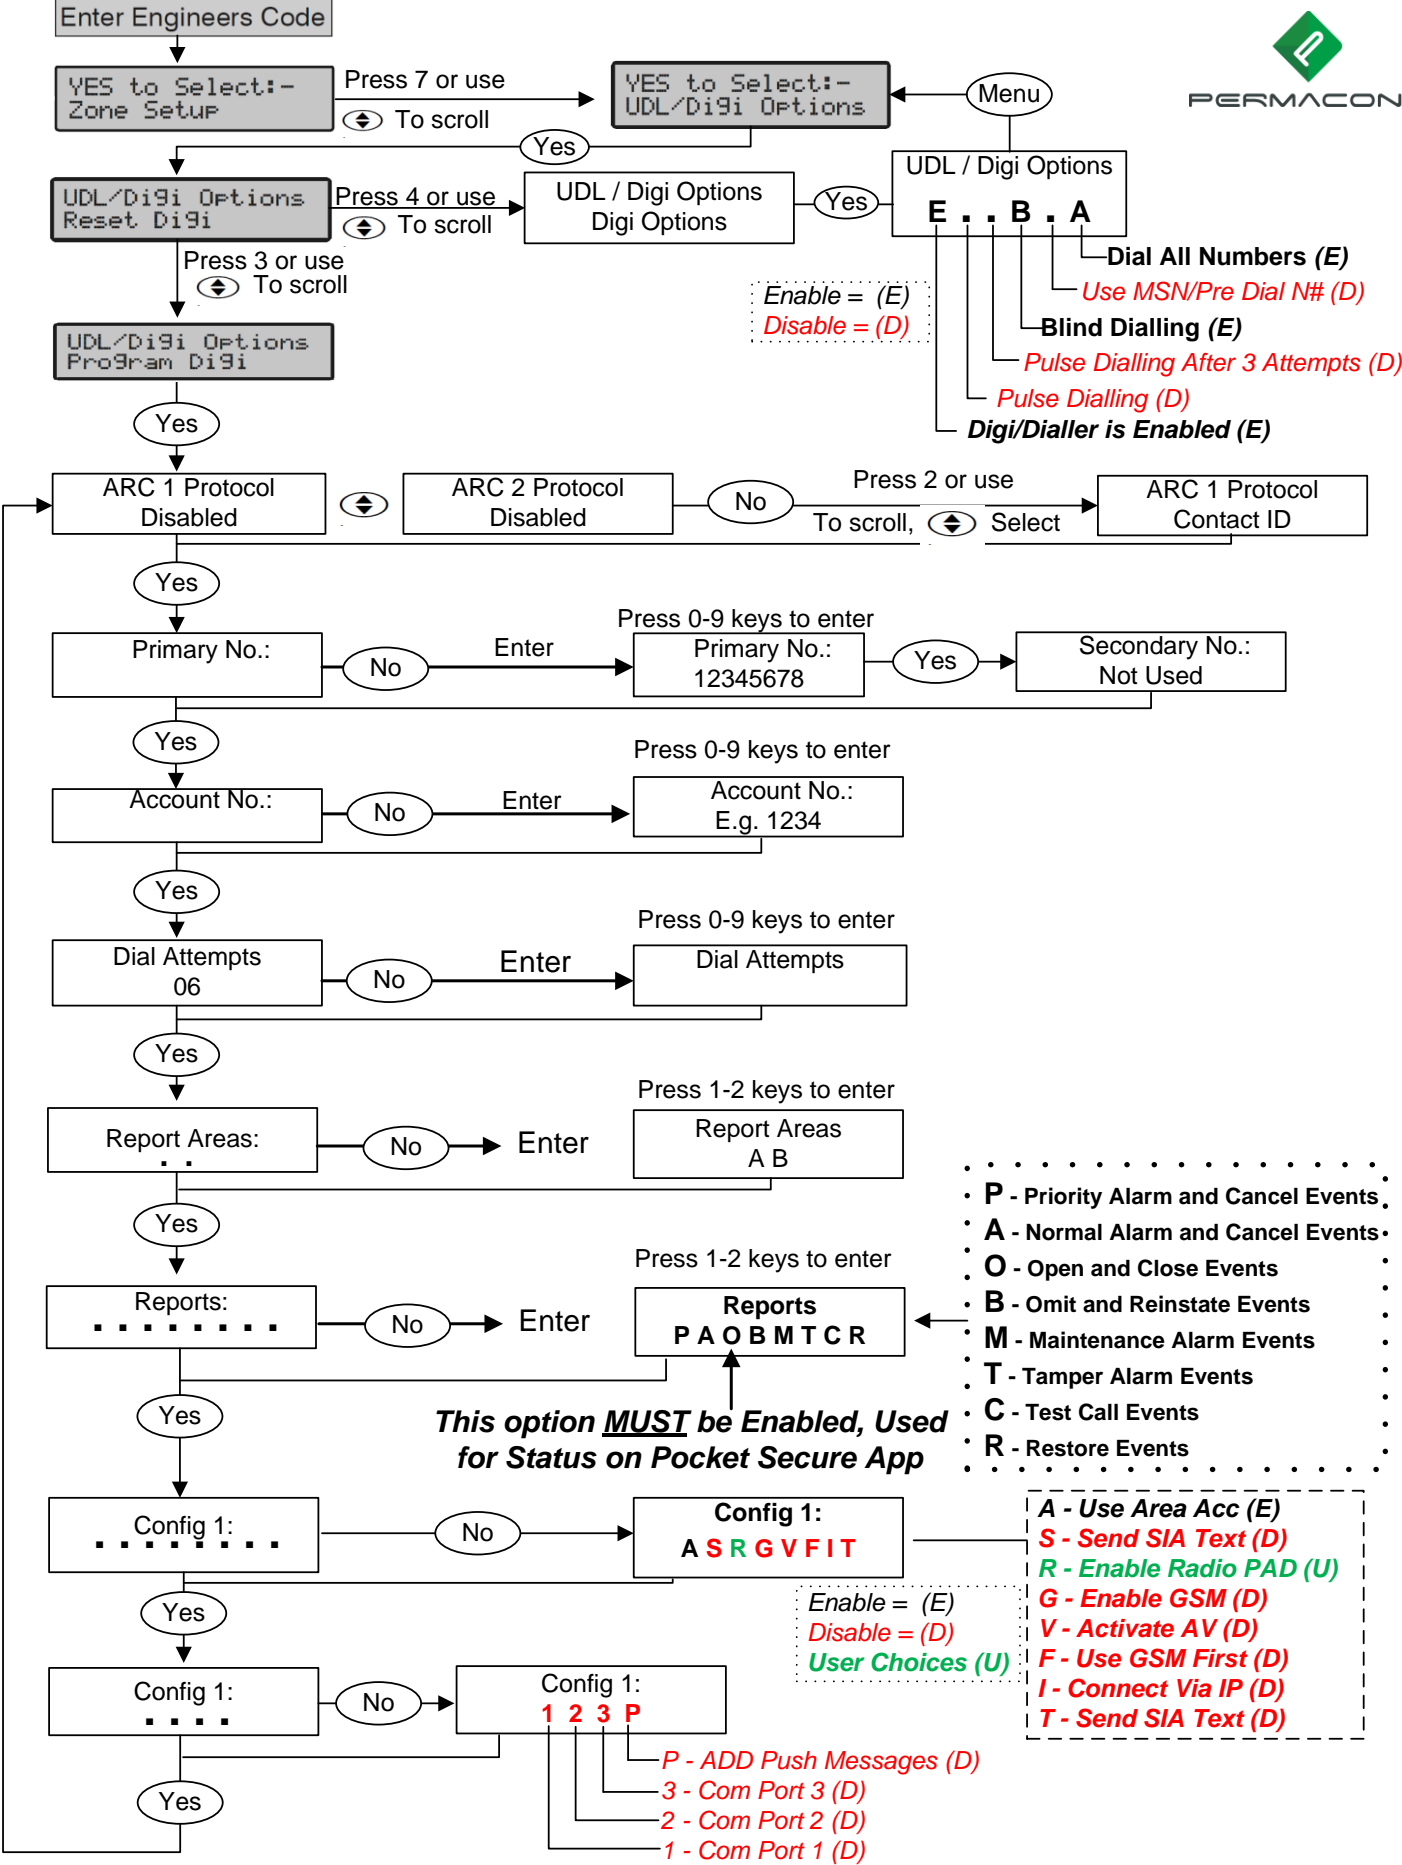 Enter Engineers Code
PERMACON
YES to Select:-
Zone Setup
Press 7 or use
To scroll
YES to Select:-
UDL/Digi Options
Menu
Yes
UDL/Digi Options
Reset Digi
Press 4 or use
To scroll
UDL / Digi Options
Digi Options
Yes
UDL / Digi Options
E . . B . A
Dial All Numbers (E)
Use MSN/Pre Dial N# (D)
Blind Dialling (E)
Pulse Dialling After 3 Attempts (D)
Pulse Dialling (D)
Digi/Dialler is Enabled (E)
Enable = (E)
Disable = (D)
Press 3 or use
To scroll
UDL/Digi Options
Program Digi
Yes
ARC 1 Protocol
Disabled
ARC 2 Protocol
Disabled
No
Press 2 or use
To scroll, Select
ARC 1 Protocol
Contact ID
Yes
Primary No.:
No
Enter
Press 0-9 keys to enter
Primary No.:
12345678
Yes
Secondary No.:
Not Used
Yes
Account No.:
No
Enter
Press 0-9 keys to enter
Account No.:
E.g. 1234
Yes
Dial Attempts
06
No
Enter
Press 0-9 keys to enter
Dial Attempts
Yes
Report Areas:
. .
No
Enter
Press 1-2 keys to enter
Report Areas
A B
Yes
Reports:
. . . . . . . .
No
Enter
Press 1-2 keys to enter
Reports
P A O B M T C R
P - Priority Alarm and Cancel Events
A - Normal Alarm and Cancel Events
O - Open and Close Events
B - Omit and Reinstate Events
M - Maintenance Alarm Events
T - Tamper Alarm Events
C - Test Call Events
R - Restore Events
Yes
This option MUST be Enabled, Used
for Status on Pocket Secure App
Config 1:
. . . . . . . .
No
Config 1:
A S R G V F I T
A - Use Area Acc (E)
S - Send SIA Text (D)
R - Enable Radio PAD (U)
G - Enable GSM (D)
V - Activate AV (D)
F - Use GSM First (D)
I - Connect Via IP (D)
T - Send SIA Text (D)
Enable = (E)
Disable = (D)
User Choices (U)
Yes
Config 1:
. . . .
No
Config 1:
1 2 3 P
P - ADD Push Messages (D)
3 - Com Port 3 (D)
2 - Com Port 2 (D)
1 - Com Port 1 (D)
Yes